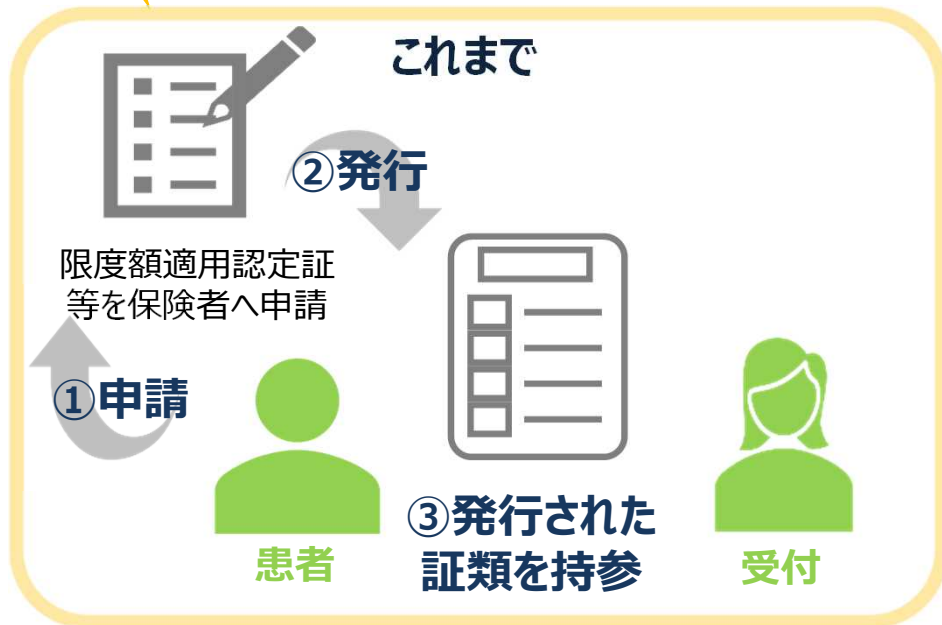 これまで
②発行
限度額適用認定証
等を保険者へ申請
①申請
③発行された
証類を持参
患者
受付